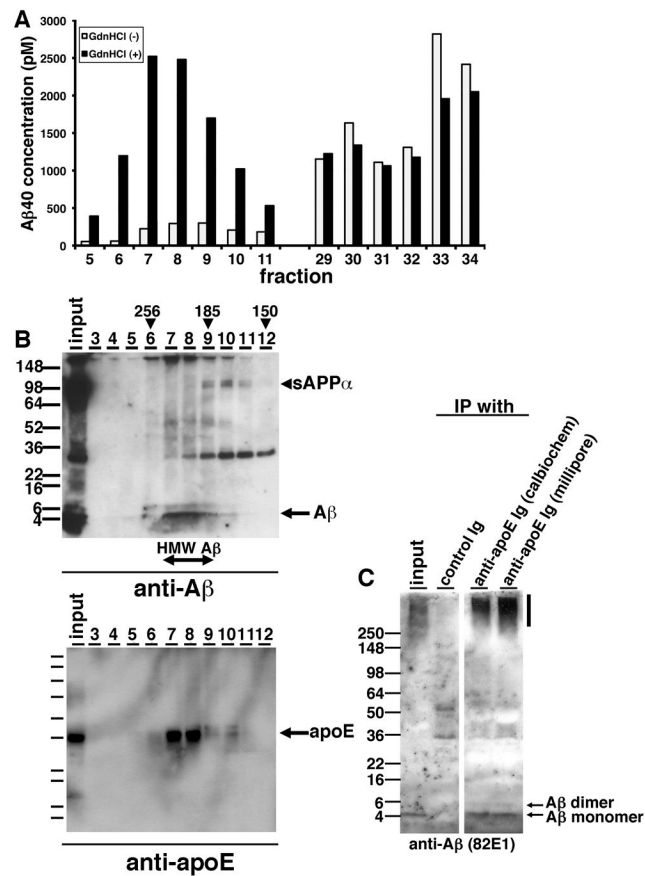 A
GdnHCl (-)
GdnHCl (+)
Aβ40 concentration (pM)
3000
2500
2000
1500
1000
500
0
5 6 7 8 9 10 11 29 30 31 32 33 34
fraction
B
256 185 150
input 3 4 5 6 7 8 9 10 11 12
148
98
64
52
36
22
16
6
4
sAPPα
Aβ
HMW Aβ
anti-Aβ
input 3 4 5 6 7 8 9 10 11 12
apoE
anti-apoE
C
IP with
input
control Ig
anti-apoE Ig (calbiochem)
anti-apoE Ig (millipore)
250
148
98
64
50
36
22
16
6
4
Aβ dimer
Aβ monomer
anti-Aβ (82E1)